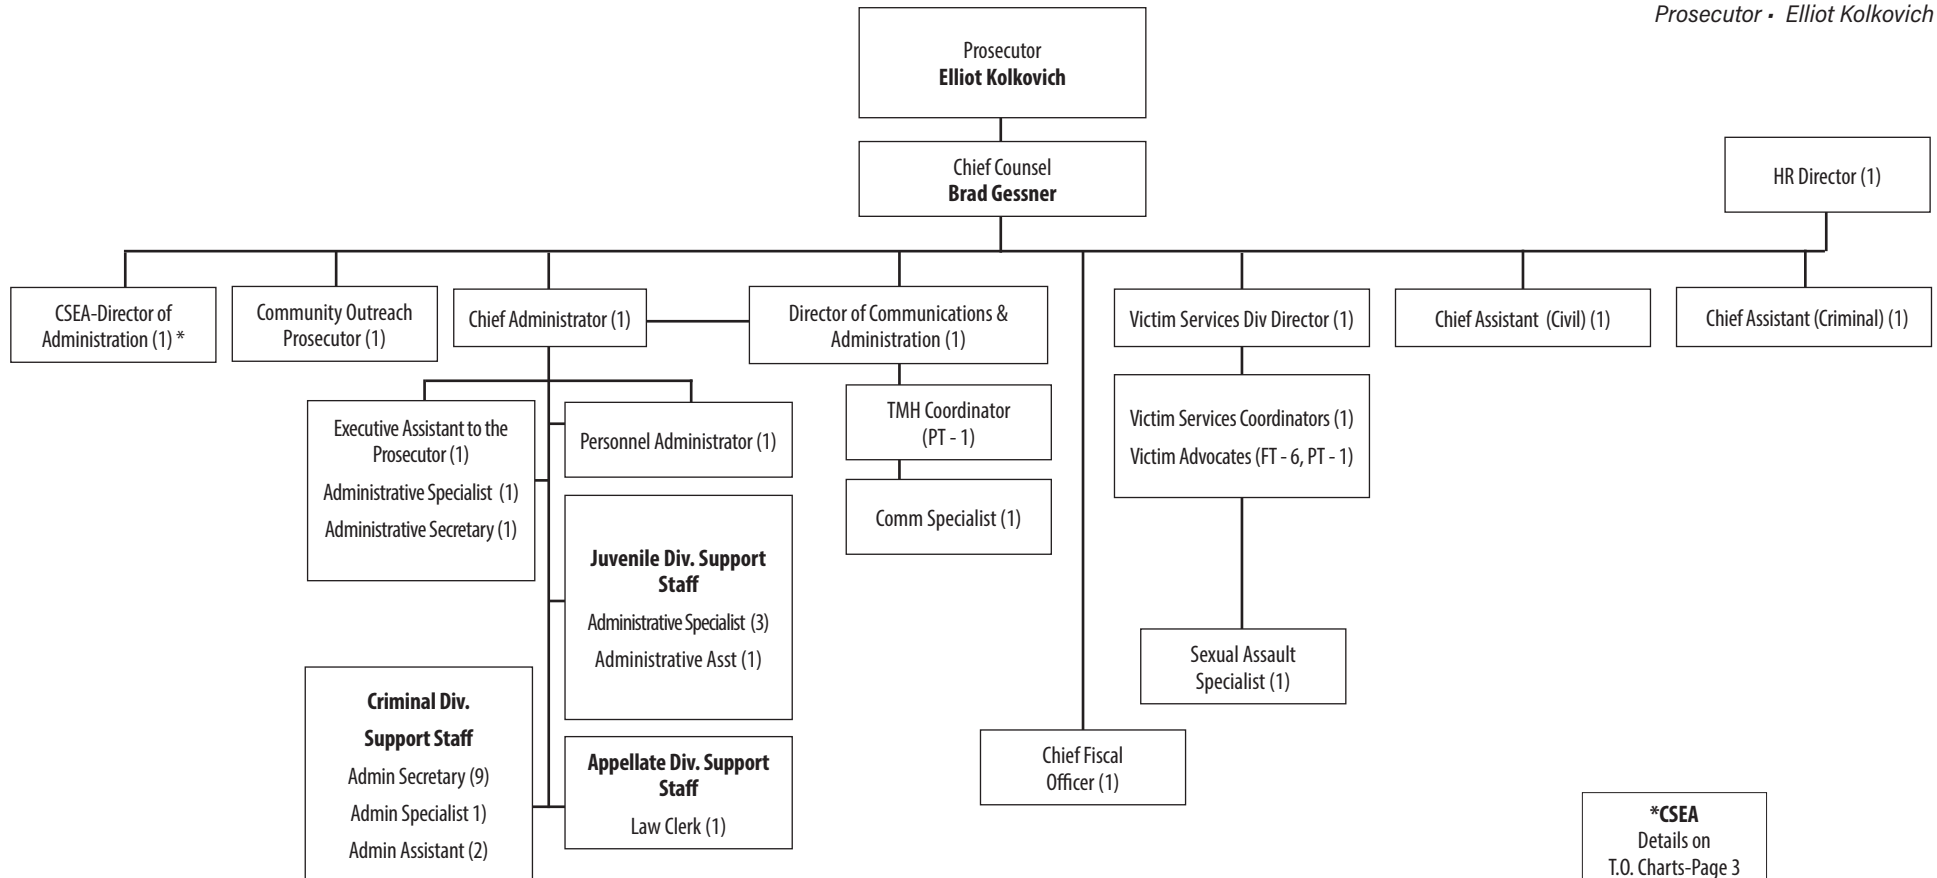 Prosecutor • Elliot Kolkovich
Prosecutor
Elliot Kolkovich
Chief Counsel
Brad Gessner
HR Director (1)
CSEA-Director of
Administration (1) *
Community Outreach
Prosecutor (1)
Chief Administrator (1)
Director of Communications &
Administration (1)
Victim Services Div Director (1)
Chief Assistant (Civil) (1)
Chief Assistant (Criminal) (1)
Executive Assistant to the
Prosecutor (1)
Administrative Specialist (1)
Administrative Secretary (1)
Personnel Administrator (1)
TMH Coordinator
(PT - 1)
Victim Services Coordinators (1)
Victim Advocates (FT - 6, PT - 1)
Comm Specialist (1)
Juvenile Div. Support
Staff
Administrative Specialist (3)
Administrative Asst (1)
Sexual Assault
Specialist (1)
Criminal Div.
Support Staff
Admin Secretary (9)
Admin Specialist 1)
Admin Assistant (2)
Appellate Div. Support
Staff
Law Clerk (1)
Chief Fiscal
Officer (1)
*CSEA
Details on
T.O. Charts-Page 3